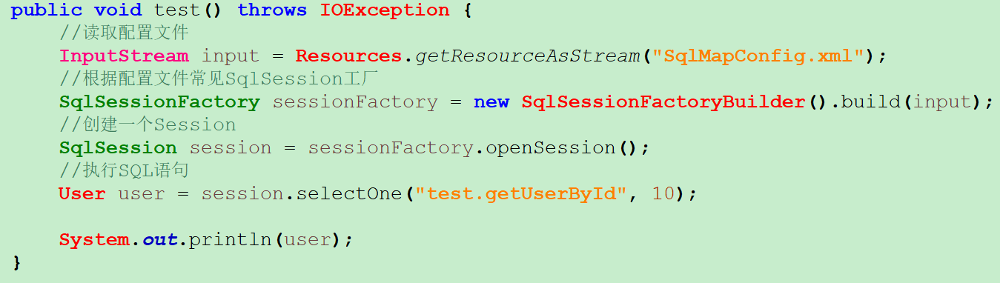 public void test() throws IOException {
//读取配置文件
InputStream input = Resources.getResourceAsStream("SqlMapConfig.xml");
//根据配置文件常见SqlSession工厂
SqlSessionFactory sessionFactory = new SqlSessionFactoryBuilder().build(input);
//创建一个Session
SqlSession session = sessionFactory.openSession();
//执行SQL语句
User user = session.selectOne("test.getUserById", 10);
System.out.println(user);
}